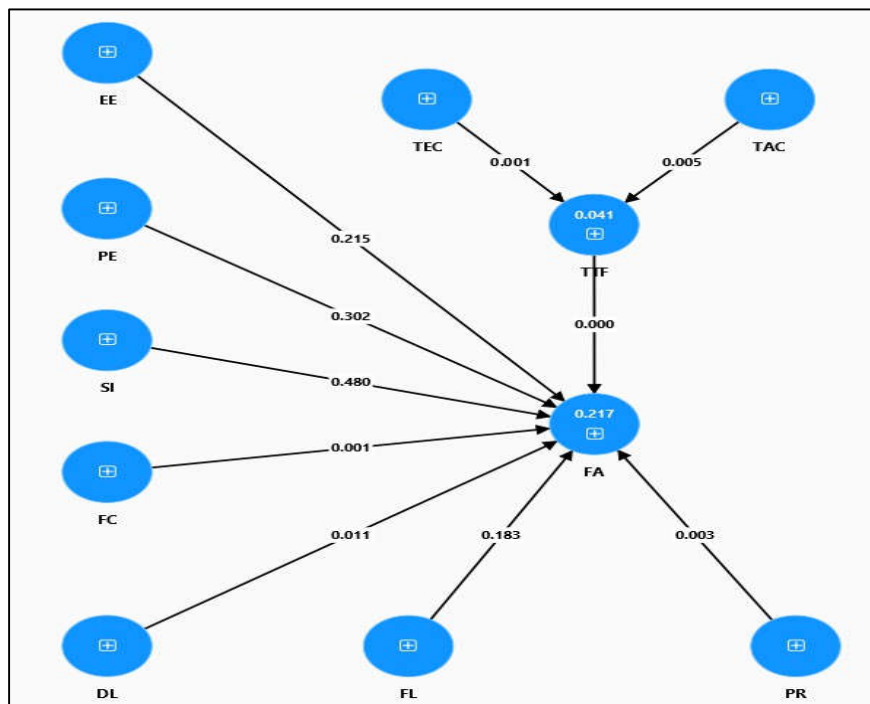 EE
TEC
TAC
0.001
0.005
PE
0.041
TTF
0.215
0.302
0.000
SI
0.480
0.217
FA
FC
0.001
0.011
0.183
0.003
DL
FL
PR